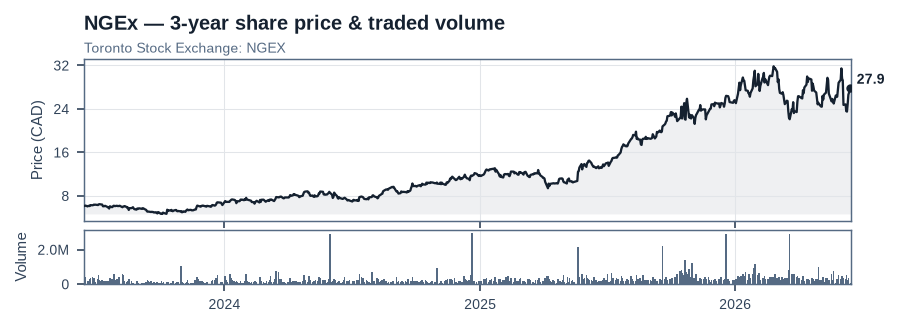 NGEx — 3-year share price & traded volume
Toronto Stock Exchange: NGEX
Price (CAD)
32
24
16
8
27.9
Volume
2.0M
0
2024
2025
2026